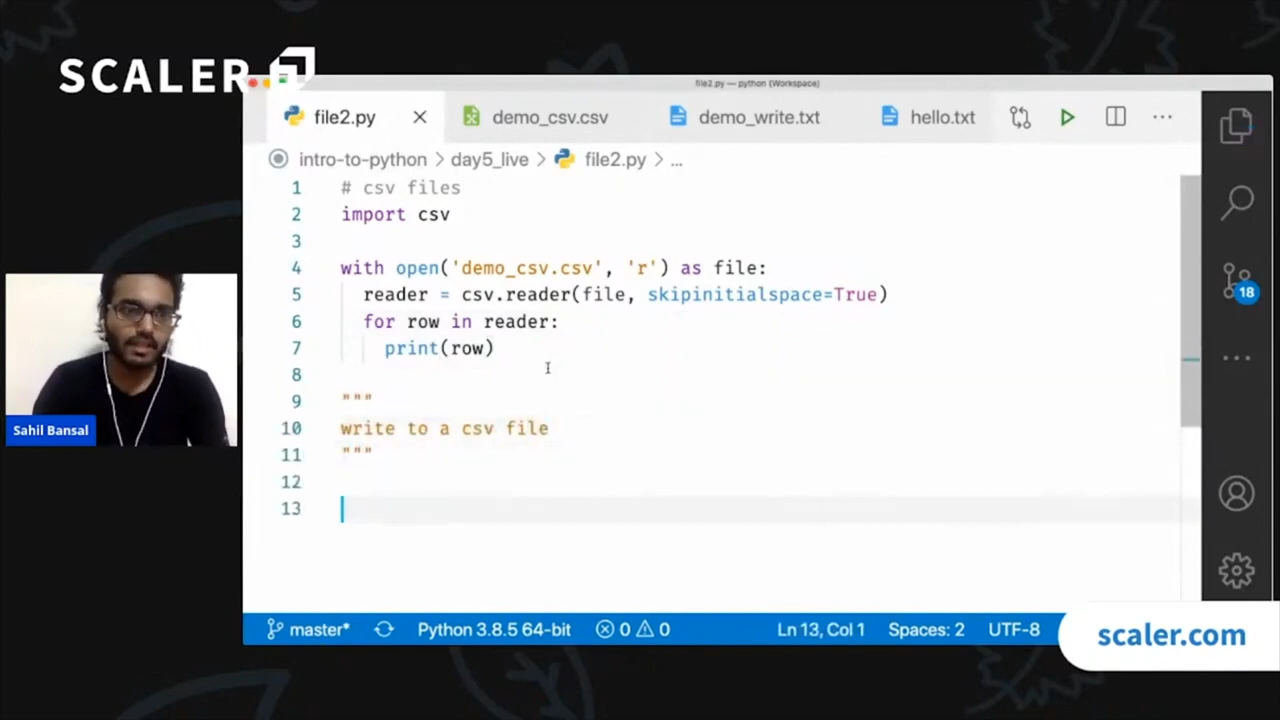 SCALER
file2.py — python (Workspace)
file2.py
demo_csv.csv
demo_write.txt
hello.txt
intro-to-python > day5_live > file2.py > ...
1 # csv files
2 import csv
3
4 with open('demo_csv.csv', 'r') as file:
5 reader = csv.reader(file, skipinitialspace=True)
6 for row in reader:
7 print(row)
8
9 """
10 write to a csv file
11 """
12
13
18
Sahil Bansal
master* Python 3.8.5 64-bit 0 0 Ln 13, Col 1 Spaces: 2 UTF-8
scaler.com